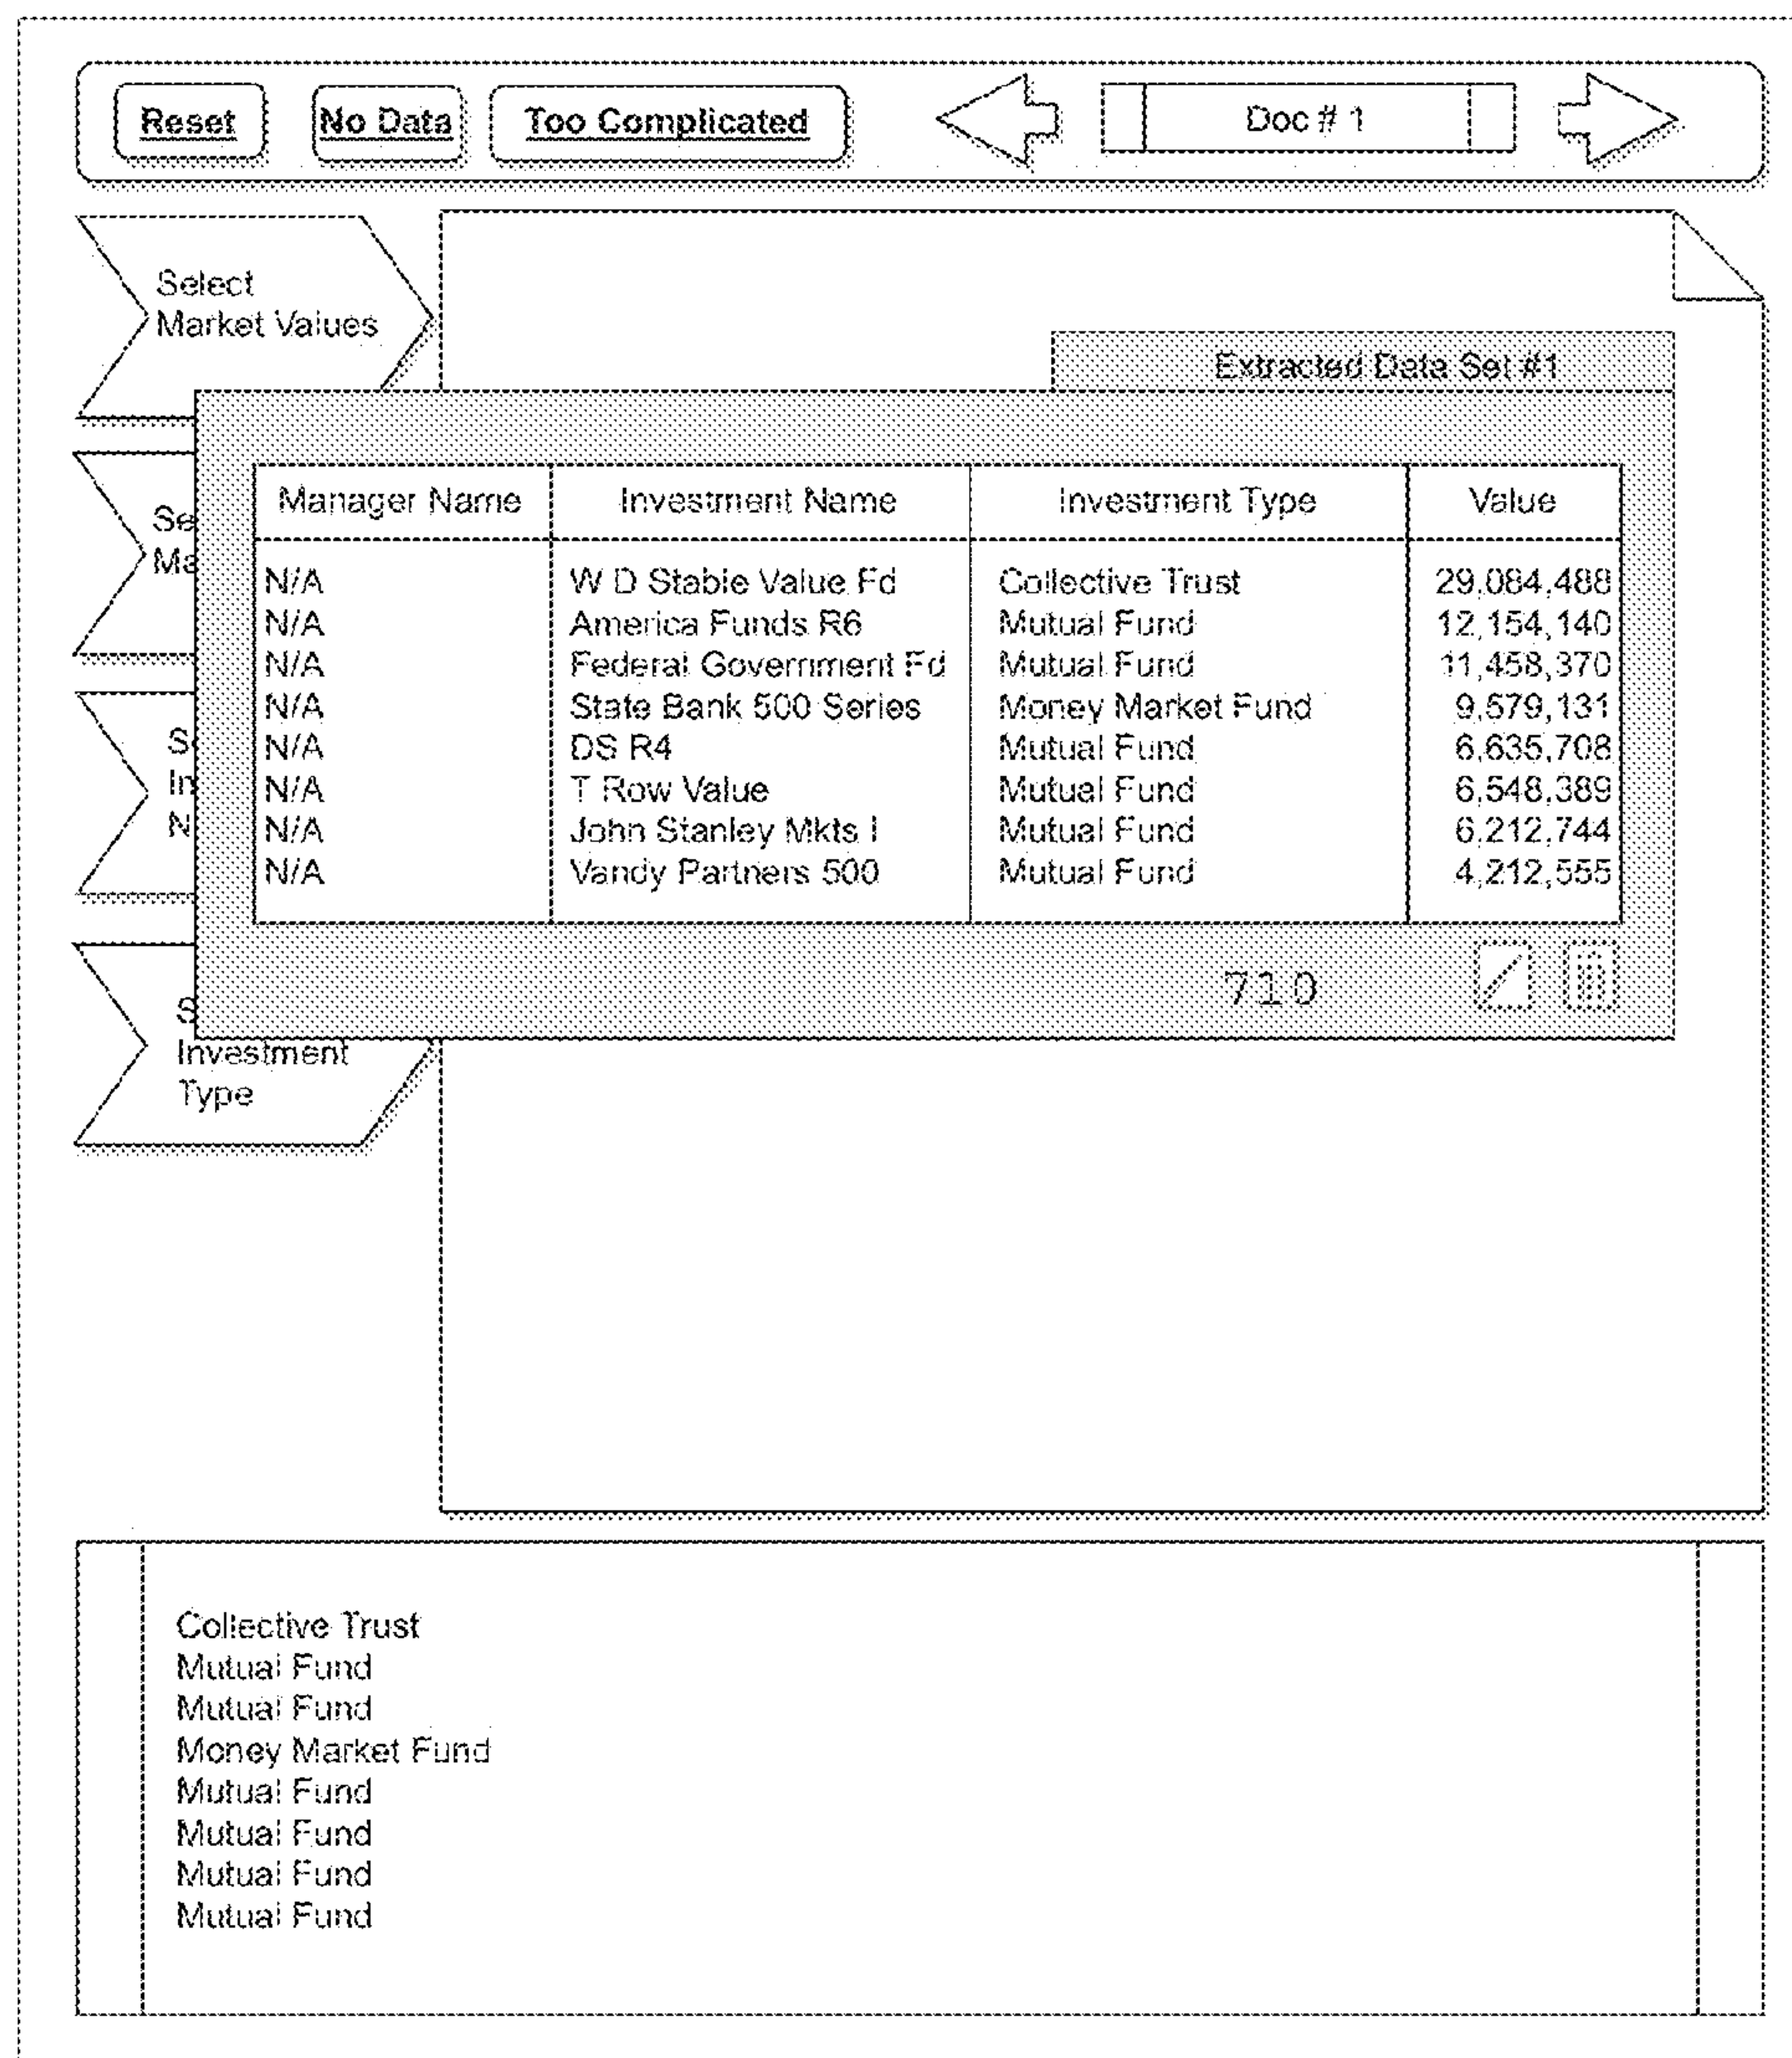 Reset No Data Too Complicated Doc # 1
Select
Market Values
Extracted Data Set #1
Manager Name Investment Name Investment Type Value
N/A W D Stable Value Fd Collective Trust 29,084,488
N/A America Funds R6 Mutual Fund 12,154,140
N/A Federal Government Fd Mutual Fund 11,458,370
N/A State Bank 500 Series Money Market Fund 9,579,131
N/A DS R4 Mutual Fund 6,635,708
N/A T Row Value Mutual Fund 6,548,389
N/A John Stanley Mkts I Mutual Fund 6,212,744
N/A Vandy Partners 500 Mutual Fund 4,212,555
710
Se
Ma
Se
In
N
S
Investment
Type
Collective Trust
Mutual Fund
Mutual Fund
Money Market Fund
Mutual Fund
Mutual Fund
Mutual Fund
Mutual Fund